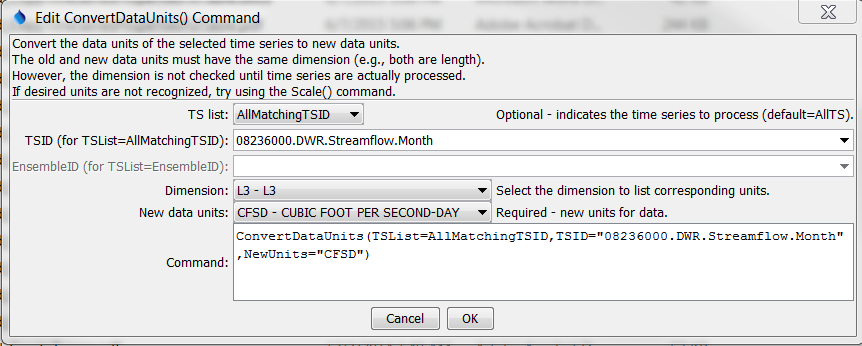 Edit ConvertDataUnits() Command
Convert the data units of the selected time series to new data units.
The old and new data units must have the same dimension (e.g., both are length).
However, the dimension is not checked until time series are actually processed.
If desired units are not recognized, try using the Scale() command.
TS list: AllMatchingTSID Optional - indicates the time series to process (default=AllTS).
TSID (for TSList=AllMatchingTSID): 08236000.DWR.Streamflow.Month
EnsembleID (for TSList=EnsembleID):
Dimension: L3 - L3 Select the dimension to list corresponding units.
New data units: CFSD - CUBIC FOOT PER SECOND-DAY Required - new units for data.
Command: ConvertDataUnits(TSList=AllMatchingTSID,TSID="08236000.DWR.Streamflow.Month"
,NewUnits="CFSD")
Cancel OK